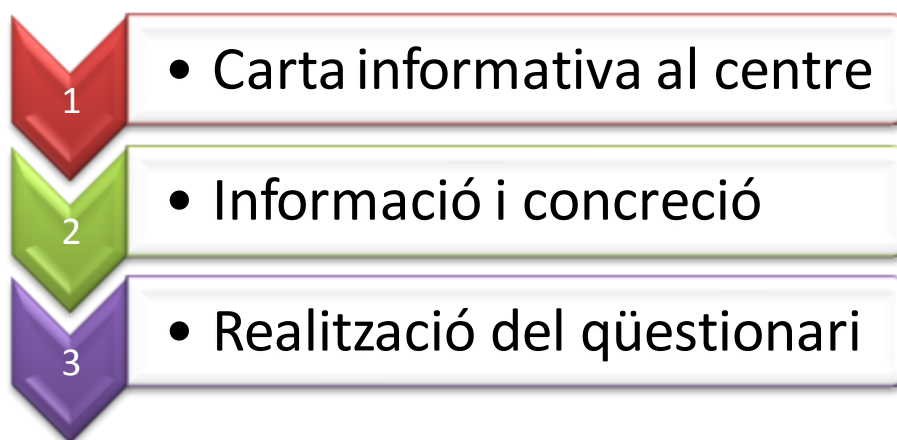 1
• Carta informativa al centre
2
• Informació i concreció
3
• Realització del qüestionari